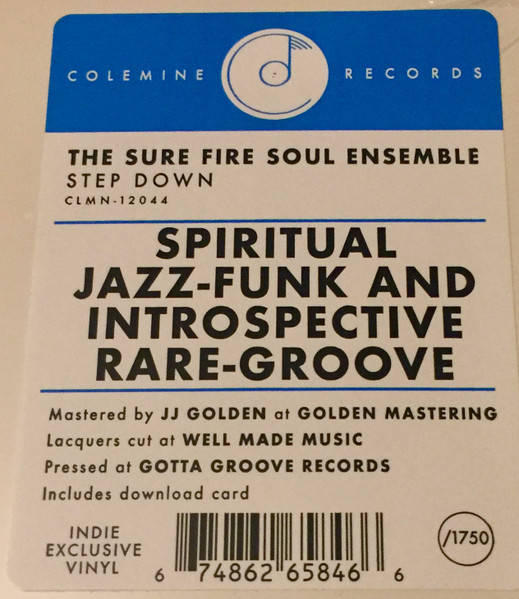 COLEMINE RECORDS
THE SURE FIRE SOUL ENSEMBLE
STEP DOWN
CLMN-12044
SPIRITUAL
JAZZ-FUNK AND
INTROSPECTIVE
RARE-GROOVE
Mastered by JJ GOLDEN at GOLDEN MASTERING
Lacquers cut at WELL MADE MUSIC
Pressed at GOTTA GROOVE RECORDS
Includes download card
INDIE
EXCLUSIVE
VINYL
6 74862 65846 6
/1750